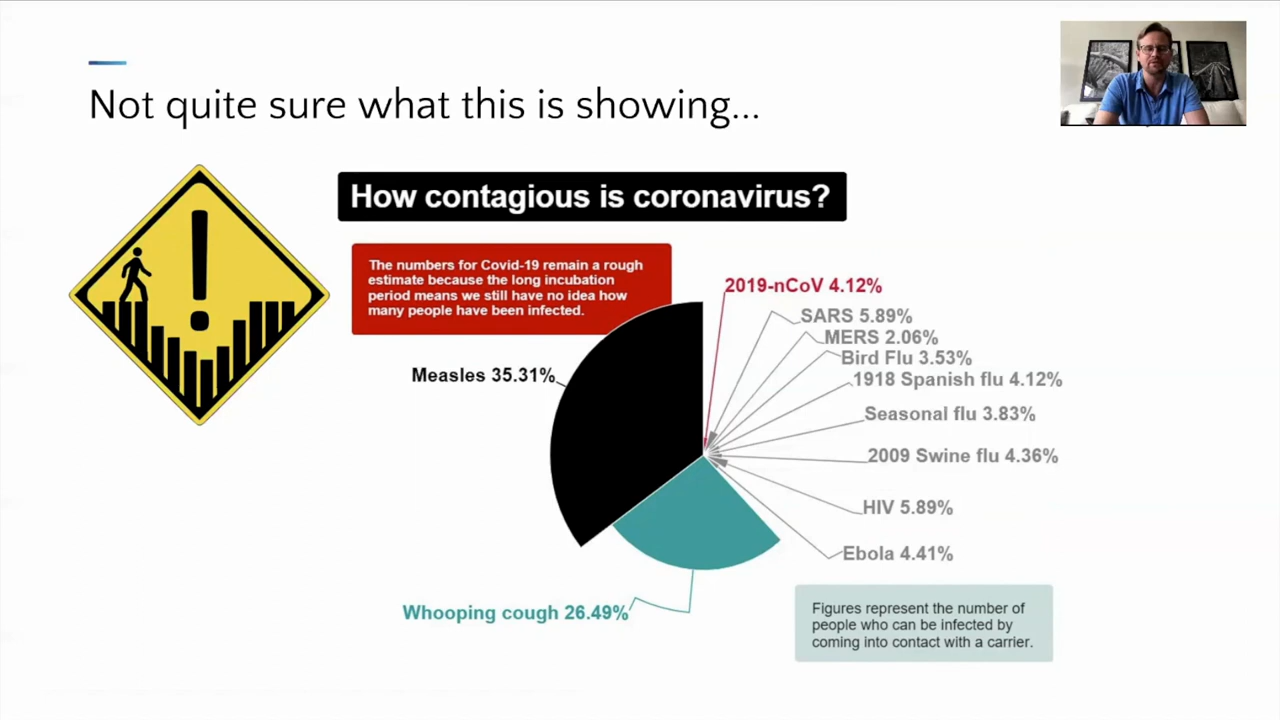 Not quite sure what this is showing...
How contagious is coronavirus?
The numbers for Covid-19 remain a rough
estimate because the long incubation
period means we still have no idea how
many people have been infected.
2019-nCoV 4.12%
SARS 5.89%
MERS 2.06%
Bird Flu 3.53%
Measles 35.31%
1918 Spanish flu 4.12%
Seasonal flu 3.83%
2009 Swine flu 4.36%
HIV 5.89%
Ebola 4.41%
Whooping cough 26.49%
Figures represent the number of
people who can be infected by
coming into contact with a carrier.